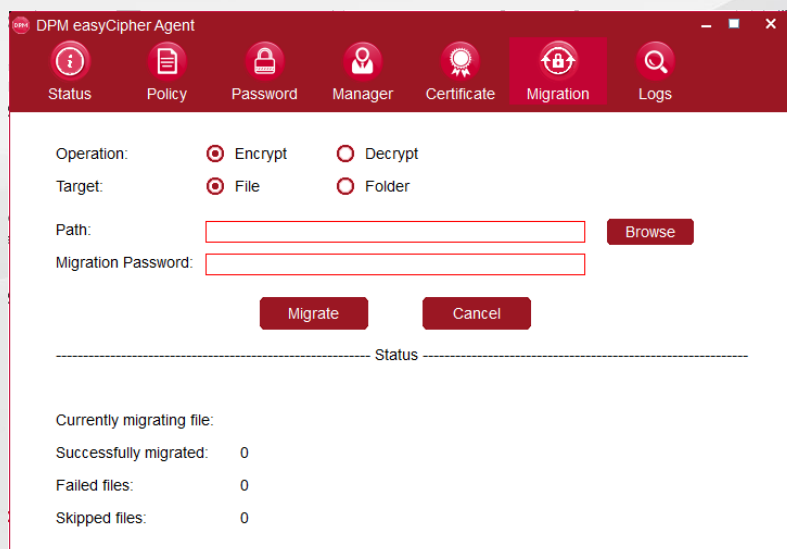 DPM DPM easyCipher Agent
Status Policy Password Manager Certificate Migration Logs
Operation: Encrypt Decrypt
Target: File Folder
Path: Browse
Migration Password:
Migrate Cancel
---------------------------------------------------------- Status ------------------------------------------------------------
Currently migrating file:
Successfully migrated: 0
Failed files: 0
Skipped files: 0